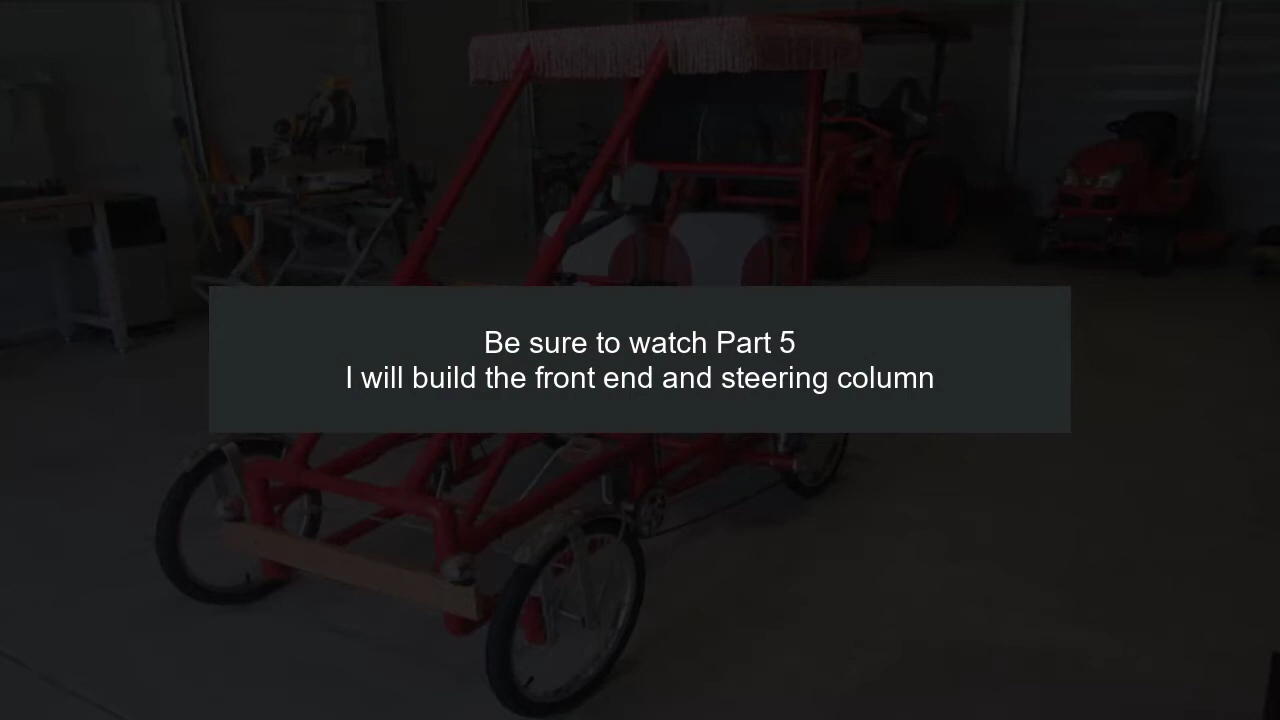 Be sure to watch Part 5
I will build the front end and steering column